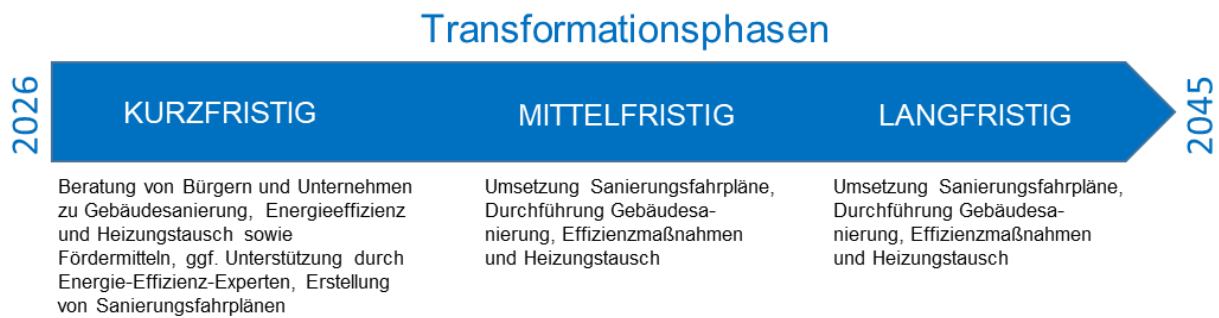 Transformationsphasen
2026
KURZFRISTIG
MITTELFRISTIG
LANGFRISTIG
2045
Beratung von Bürgern und Unternehmen
zu Gebäudesanierung, Energieeffizienz
und Heizungstausch sowie
Fördermitteln, ggf. Unterstützung durch
Energie-Effizienz-Experten, Erstellung
von Sanierungsfahrplänen
Umsetzung Sanierungsfahrpläne,
Durchführung Gebäudesa-
nierung, Effizienzmaßnahmen
und Heizungstausch
Umsetzung Sanierungsfahrpläne,
Durchführung Gebäudesa-
nierung, Effizienzmaßnahmen
und Heizungstausch